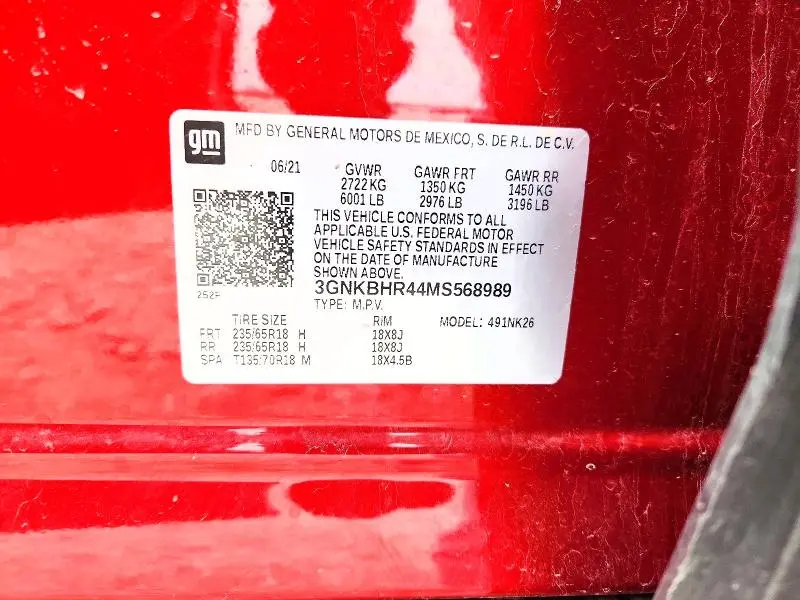 gm MFD BY GENERAL MOTORS DE MEXICO, S. DE R.L. DE C.V.
06/21 GVWR GAWR FRT GAWR RR
2722 KG 1350 KG 1450 KG
6001 LB 2976 LB 3196 LB
THIS VEHICLE CONFORMS TO ALL
APPLICABLE U.S. FEDERAL MOTOR
VEHICLE SAFETY STANDARDS IN EFFECT
ON THE DATE OF MANUFACTURE
SHOWN ABOVE.
252F 3GNKBHR44MS568989
TYPE: M.P.V.
TIRE SIZE RIM MODEL: 491NK26
FRT 235/65R18 H 18X8J
RR 235/65R18 H 18X8J
SPA T135/70R18 M 18X4.5B